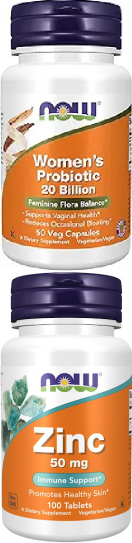 NOW
Women's
Probiotic
20 Billion
Feminine Flora Balance*
• Supports Vaginal Health*
• Reduces Occasional Bloating*
50 Veg Capsules
A Dietary Supplement Vegetarian/Vegan
NOW
Zinc
50 mg
Immune Support*
Promotes Healthy Skin*
100 Tablets
A Dietary Supplement Vegetarian/Vegan